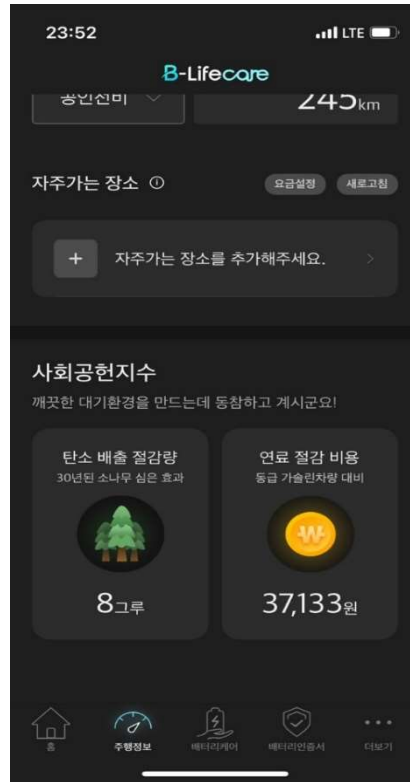 23:52
LTE
B-Lifecare
공인전비
245km
자주가는 장소
요금설정 새로고침
+ 자주가는 장소를 추가해주세요. >
사회공헌지수
깨끗한 대기환경을 만드는데 동참하고 계시군요!
탄소 배출 절감량
30년된 소나무 심은 효과
8그루
연료 절감 비용
동급 가솔린차량 대비
₩
37,133원
홈
주행정보
배터리케어
배터리인증서
더보기